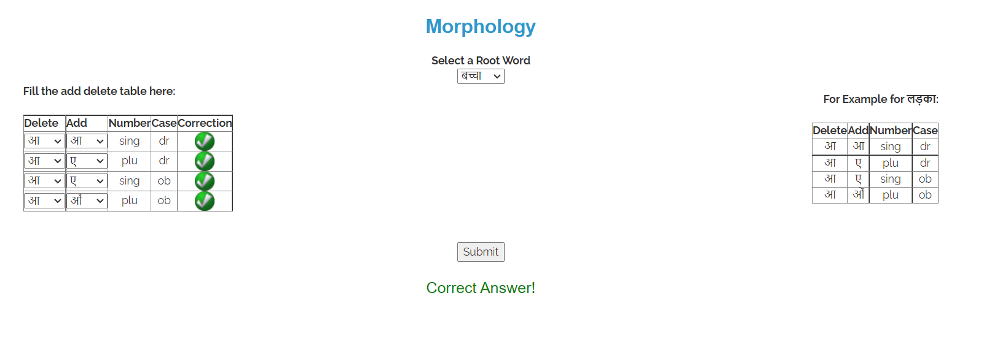 Morphology
Select a Root Word
बच्चा
Fill the add delete table here:
For Example for लड़का:
Delete Add Number Case Correction
आ आ sing dr
आ ए plu dr
आ ए sing ob
आ ओं plu ob
Delete Add Number Case
आ आ sing dr
आ ए plu dr
आ ए sing ob
आ ओं plu ob
Submit
Correct Answer!